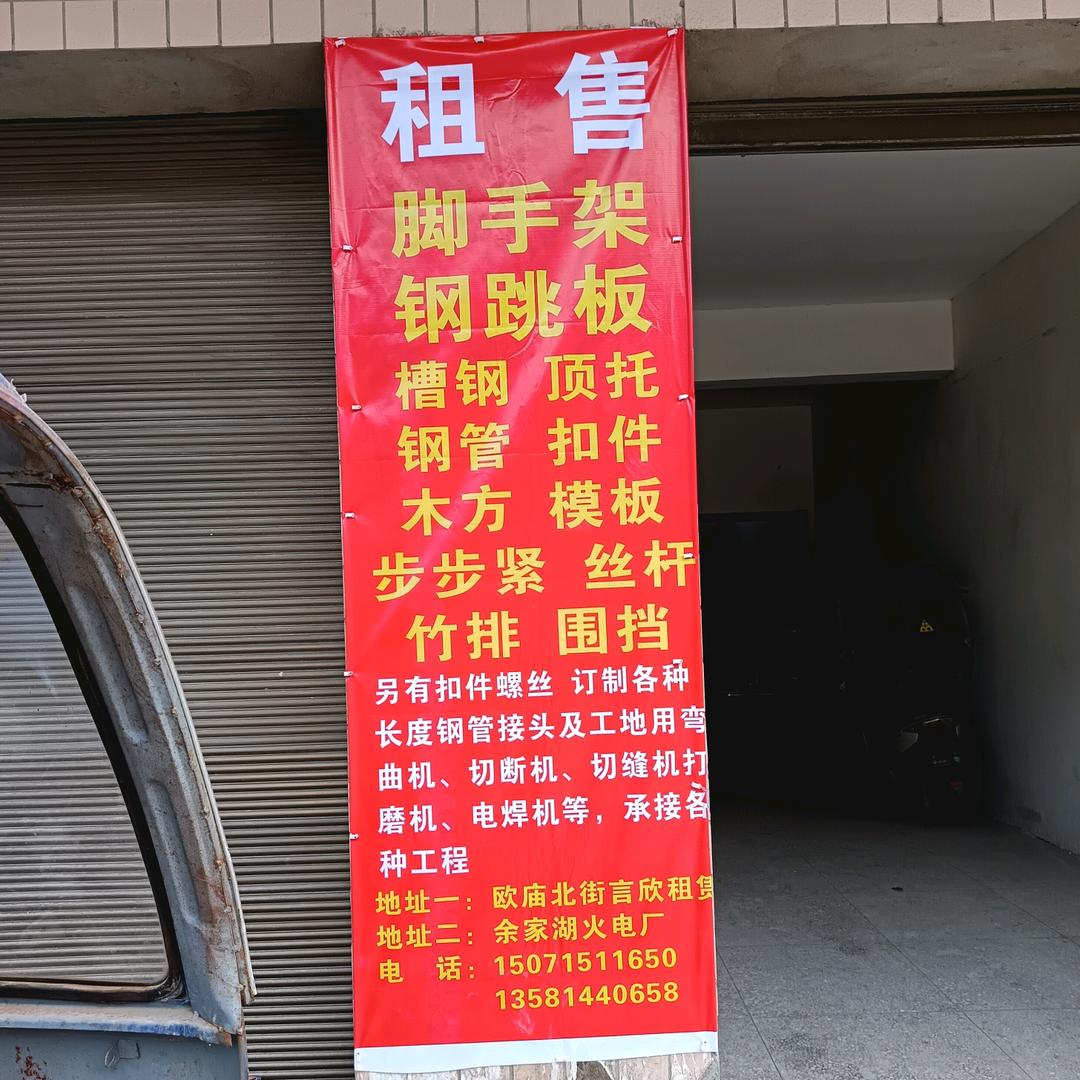 租 售
脚手架
钢跳板
槽钢 顶托
钢管 扣件
木方 模板
步步紧 丝杆
竹排 围挡
另有扣件螺丝 订制各种
长度钢管接头及工地用弯
曲机、切断机、切缝机打
磨机、电焊机等，承接各
种工程
地址一：欧庙北街言欣租赁
地址二：余家湖火电厂
电 话：15071511650
13581440658